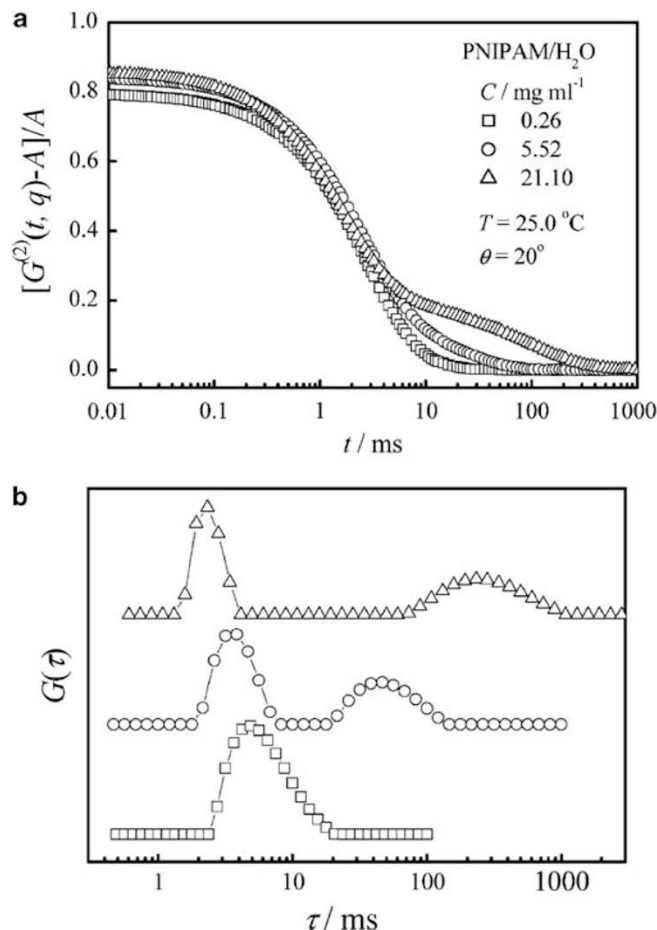 a
PNIPAM/H₂O
C / mg ml⁻¹
□ 0.26
○ 5.52
△ 21.10
T = 25.0 °C
θ = 20°
[G⁽²⁾(t, q)-A]/A
1.0
0.8
0.6
0.4
0.2
0.0
0.01 0.1 1 10 100 1000
t / ms
b
G(τ)
1 10 100 1000
τ / ms